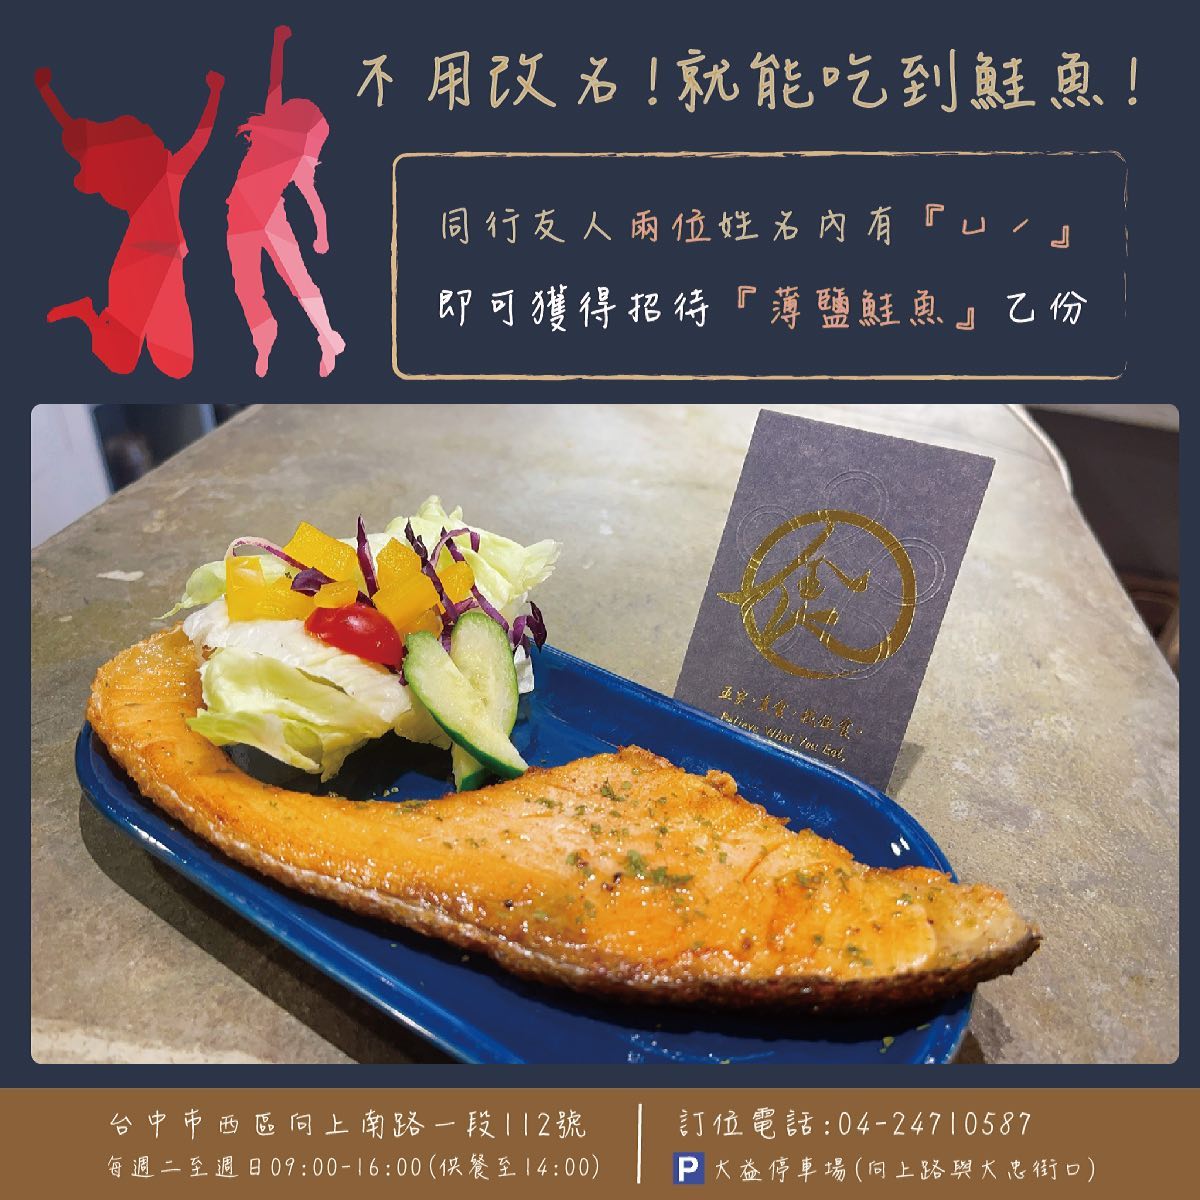 不用改名!就能吃到鮭魚!
同行友人兩位姓名內有『ㄩˊ』
即可獲得招待『薄鹽鮭魚』乙份
Believe What You Eat,
台中市西區向上南路一段112號
每週二至週日09:00-16:00(供餐至14:00)
訂位電話:04-24710587
P 大益停車場(向上路與大忠街口)